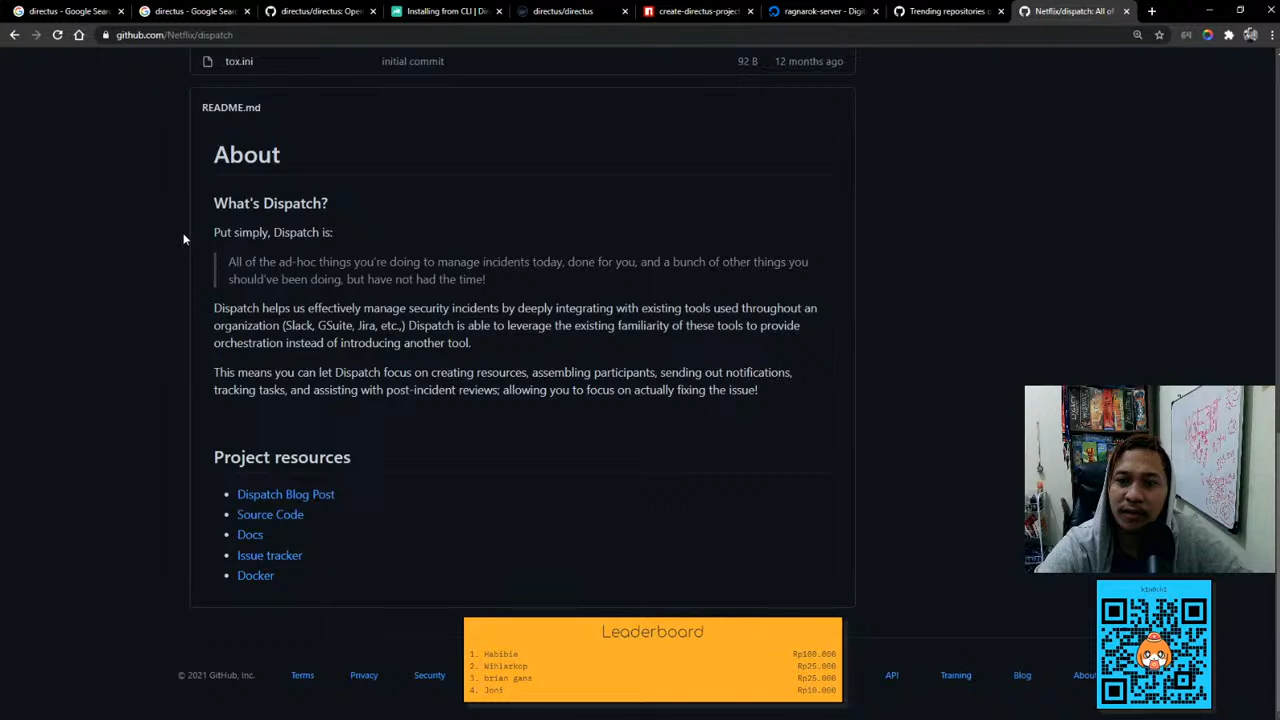 directus - Google Sear
directus - Google Sear
directus/directus: Open
Installing from CLI | Di
directus/directus
create-directus-project
ragnarok-server - Digit
Trending repositories o
Netflix/dispatch: All of
github.com/Netflix/dispatch
tox.ini initial commit 92 B 12 months ago
README.md
About
What's Dispatch?
Put simply, Dispatch is:
All of the ad-hoc things you're doing to manage incidents today, done for you, and a bunch of other things you
should've been doing, but have not had the time!
Dispatch helps us effectively manage security incidents by deeply integrating with existing tools used throughout an
organization (Slack, GSuite, Jira, etc.,) Dispatch is able to leverage the existing familiarity of these tools to provide
orchestration instead of introducing another tool.
This means you can let Dispatch focus on creating resources, assembling participants, sending out notifications,
tracking tasks, and assisting with post-incident reviews; allowing you to focus on actually fixing the issue!
Project resources
Dispatch Blog Post
Source Code
Docs
Issue tracker
Docker
k1m0ch1
Leaderboard
1. Habibie Rp100.000
2. Wihlarkop Rp25.000
3. brian gans Rp25.000
4. Joni Rp10.000
© 2021 GitHub, Inc. Terms Privacy Security API Training Blog About